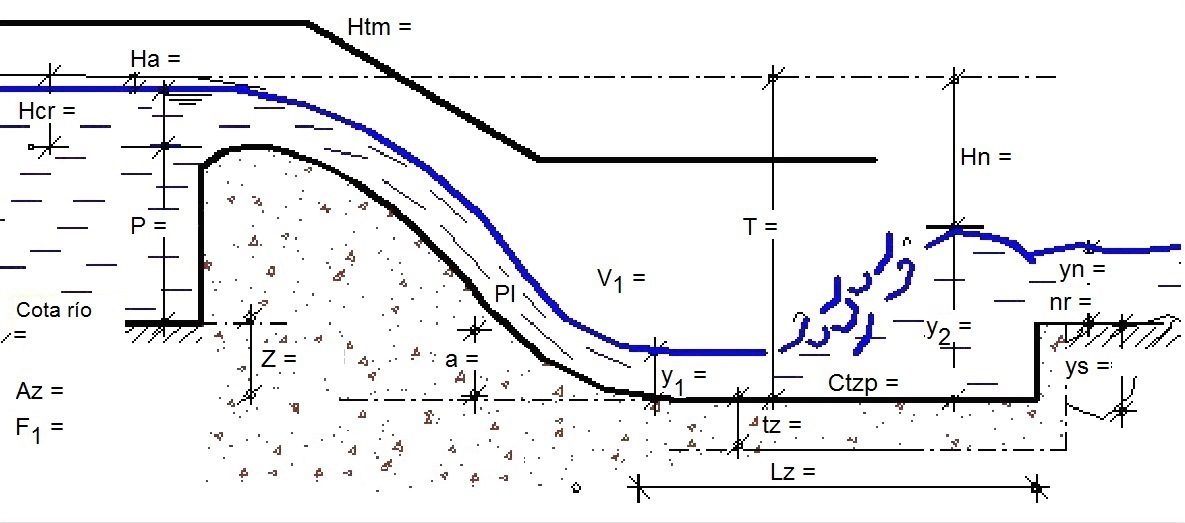 Htm =
Ha =
Hcr =
Hn =
P =
T =
V1 =
PI
Cota río
=
yn =
nr =
y2 =
Z =
a =
y1 =
Ctzp =
ys =
Az =
F1 =
tz =
Lz =